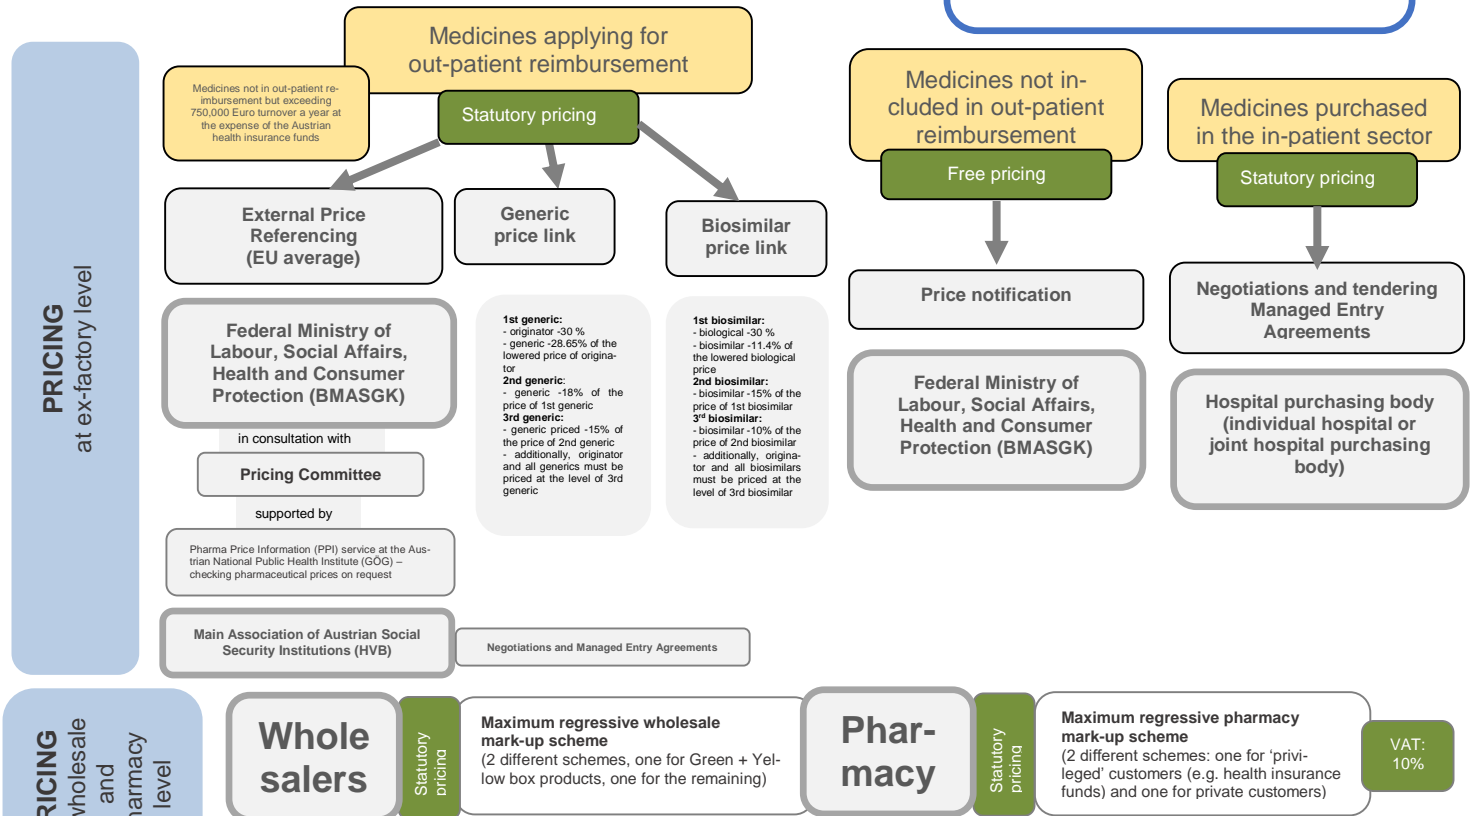 Medicines applying for
out-patient reimbursement
Medicines not in out-patient re-
imbursement but exceeding
750,000 Euro turnover a year at
the expense of the Austrian
health insurance funds
Statutory pricing
Medicines not in-
cluded in out-patient
reimbursement
Free pricing
Medicines purchased
in the in-patient sector
Statutory pricing
PRICING
at ex-factory level
External Price
Referencing
(EU average)
Generic
price link
Biosimilar
price link
Price notification
Negotiations and tendering
Managed Entry
Agreements
Federal Ministry of
Labour, Social Affairs,
Health and Consumer
Protection (BMASGK)
in consultation with
Pricing Committee
supported by
Pharma Price Information (PPI) service at the Aus-
trian National Public Health Institute (GÖG) –
checking pharmaceutical prices on request
Main Association of Austrian Social
Security Institutions (HVB)
Negotiations and Managed Entry Agreements
1st generic:
- originator -30 %
- generic -28.65% of the
lowered price of origina-
tor
2nd generic:
- generic -18% of the
price of 1st generic
3rd generic:
- generic priced -15% of
the price of 2nd generic
- additionally, originator
and all generics must be
priced at the level of 3rd
generic
1st biosimilar:
- biological -30 %
- biosimilar -11.4% of
the lowered biological
price
2nd biosimilar:
- biosimilar -15% of the
price of 1st biosimilar
3rd biosimilar:
- biosimilar -10% of the
price of 2nd biosimilar
- additionally, origina-
tor and all biosimilars
must be priced at the
level of 3rd biosimilar
Federal Ministry of
Labour, Social Affairs,
Health and Consumer
Protection (BMASGK)
Hospital purchasing body
(individual hospital or
joint hospital purchasing
body)
RICING
wholesale
and
harmacy
level
Whole
salers
Statutory
pricing
Maximum regressive wholesale
mark-up scheme
(2 different schemes, one for Green + Yel-
low box products, one for the remaining)
Phar-
macy
Statutory
pricing
Maximum regressive pharmacy
mark-up scheme
(2 different schemes: one for ‘privi-
leged’ customers (e.g. health insurance
funds) and one for private customers)
VAT:
10%